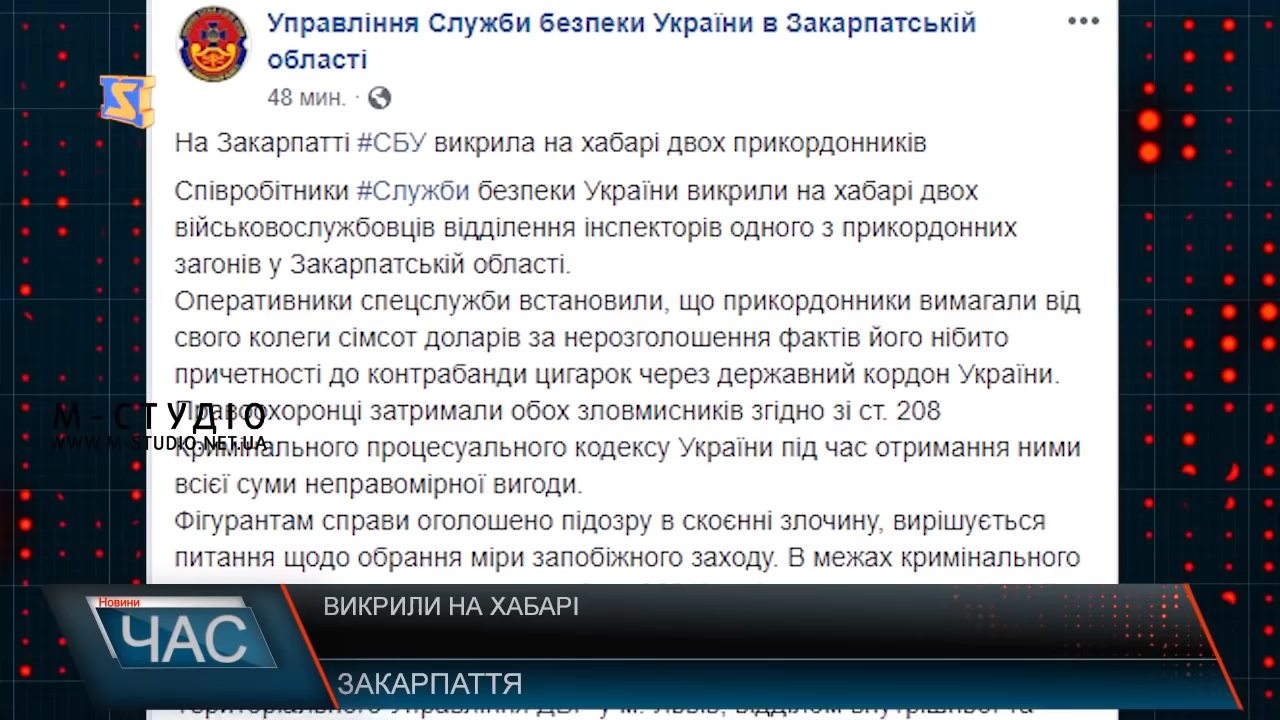 Управління Служби безпеки України в Закарпатській
області
48 мин. ·
На Закарпатті #СБУ викрила на хабарі двох прикордонників
Співробітники #Служби безпеки України викрили на хабарі двох
військовослужбовців відділення інспекторів одного з прикордонних
загонів у Закарпатській області.
Оперативники спецслужби встановили, що прикордонники вимагали від
свого колеги сімсот доларів за нерозголошення фактів його нібито
причетності до контрабанди цигарок через державний кордон України.
Правоохоронці затримали обох зловмисників згідно зі ст. 208
Кримінального процесуального кодексу України під час отримання ними
всієї суми неправомірної вигоди.
Фігурантам справи оголошено підозру в скоєнні злочину, вирішується
питання щодо обрання міри запобіжного заходу. В межах кримінального
М-СТУДІО
WWW.M-STUDIO.NET.UA
Новини
ЧАС
ВИКРИЛИ НА ХАБАРІ
ЗАКАРПАТТЯ